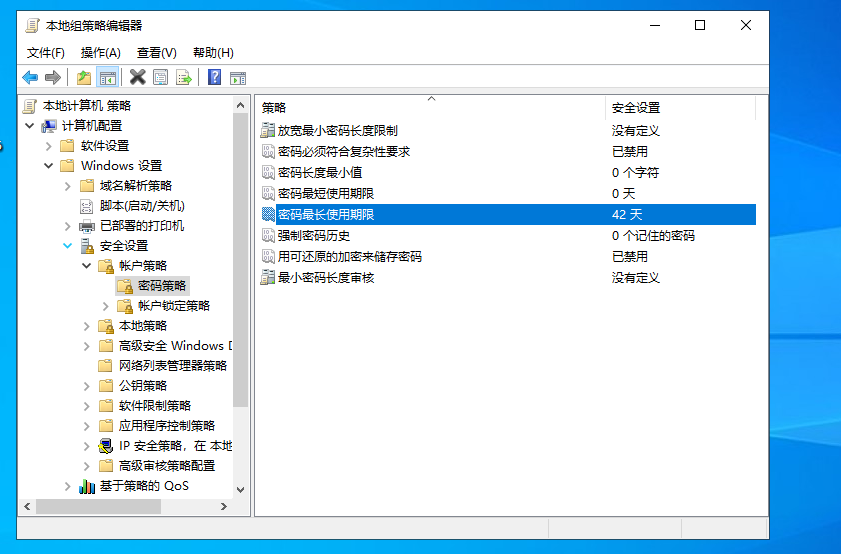 本地组策略编辑器
文件(F) 操作(A) 查看(V) 帮助(H)
本地计算机 策略
计算机配置
软件设置
Windows 设置
域名解析策略
脚本(启动/关机)
已部署的打印机
安全设置
帐户策略
密码策略
帐户锁定策略
本地策略
高级安全 Windows D
网络列表管理器策略
公钥策略
软件限制策略
应用程序控制策略
IP 安全策略，在 本地
高级审核策略配置
基于策略的 QoS
策略 安全设置
放宽最小密码长度限制 没有定义
密码必须符合复杂性要求 已禁用
密码长度最小值 0 个字符
密码最短使用期限 0 天
密码最长使用期限 42 天
强制密码历史 0 个记住的密码
用可还原的加密来储存密码 已禁用
最小密码长度审核 没有定义